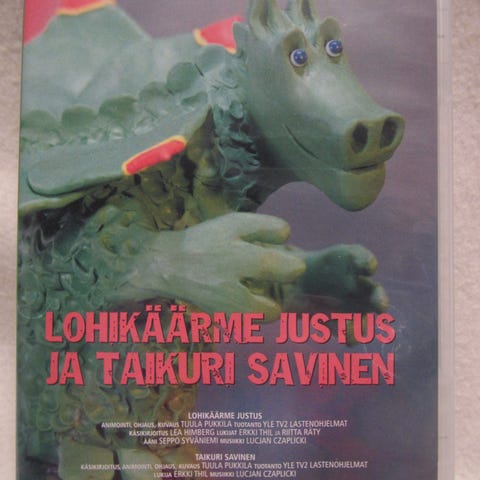 LOHIKÄÄRME JUSTUS
JA TAIKURI SAVINEN
LOHIKÄÄRME JUSTUS
ANIMOINTI, OHJAUS, KUVAUS TUULA PUKKILA TUOTANTO YLE TV2 LASTENOHJELMAT
KÄSIKIRJOITUS LEA HIMBERG LUKIJAT ERKKI THIL JA RIITTA RÄTY
ÄÄNI SEPPO SYVÄNIEMI MUSIIKKI LUCJAN CZAPLICKI
TAIKURI SAVINEN
KÄSIKIRJOITUS, ANIMOINTI, OHJAUS, KUVAUS TUULA PUKKILA TUOTANTO YLE TV2 LASTENOHJELMAT
LUKIJA ERKKI THIL MUSIIKKI LUCJAN CZAPLICKI